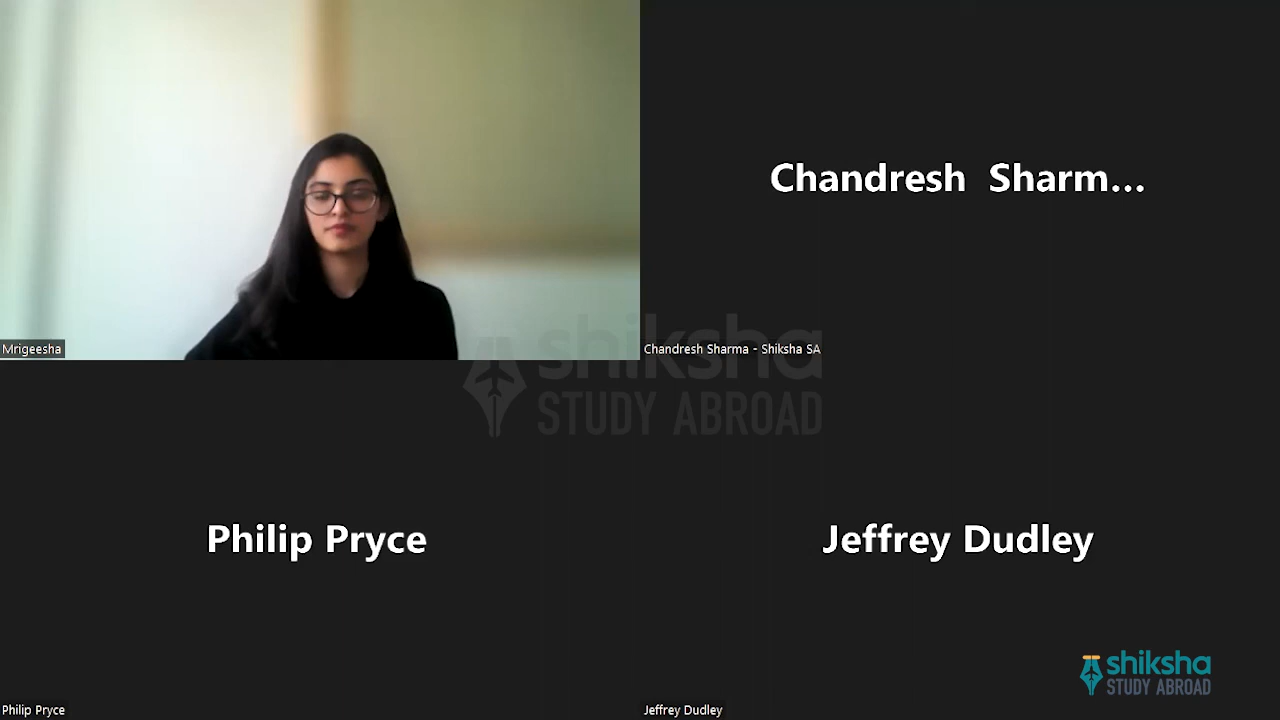 Chandresh  Sharm...
Mrigeesha
Chandresh Sharma - Shiksha SA
shiksha
STUDY ABROAD
Philip Pryce
Jeffrey Dudley
shiksha
STUDY ABROAD
Philip Pryce
Jeffrey Dudley